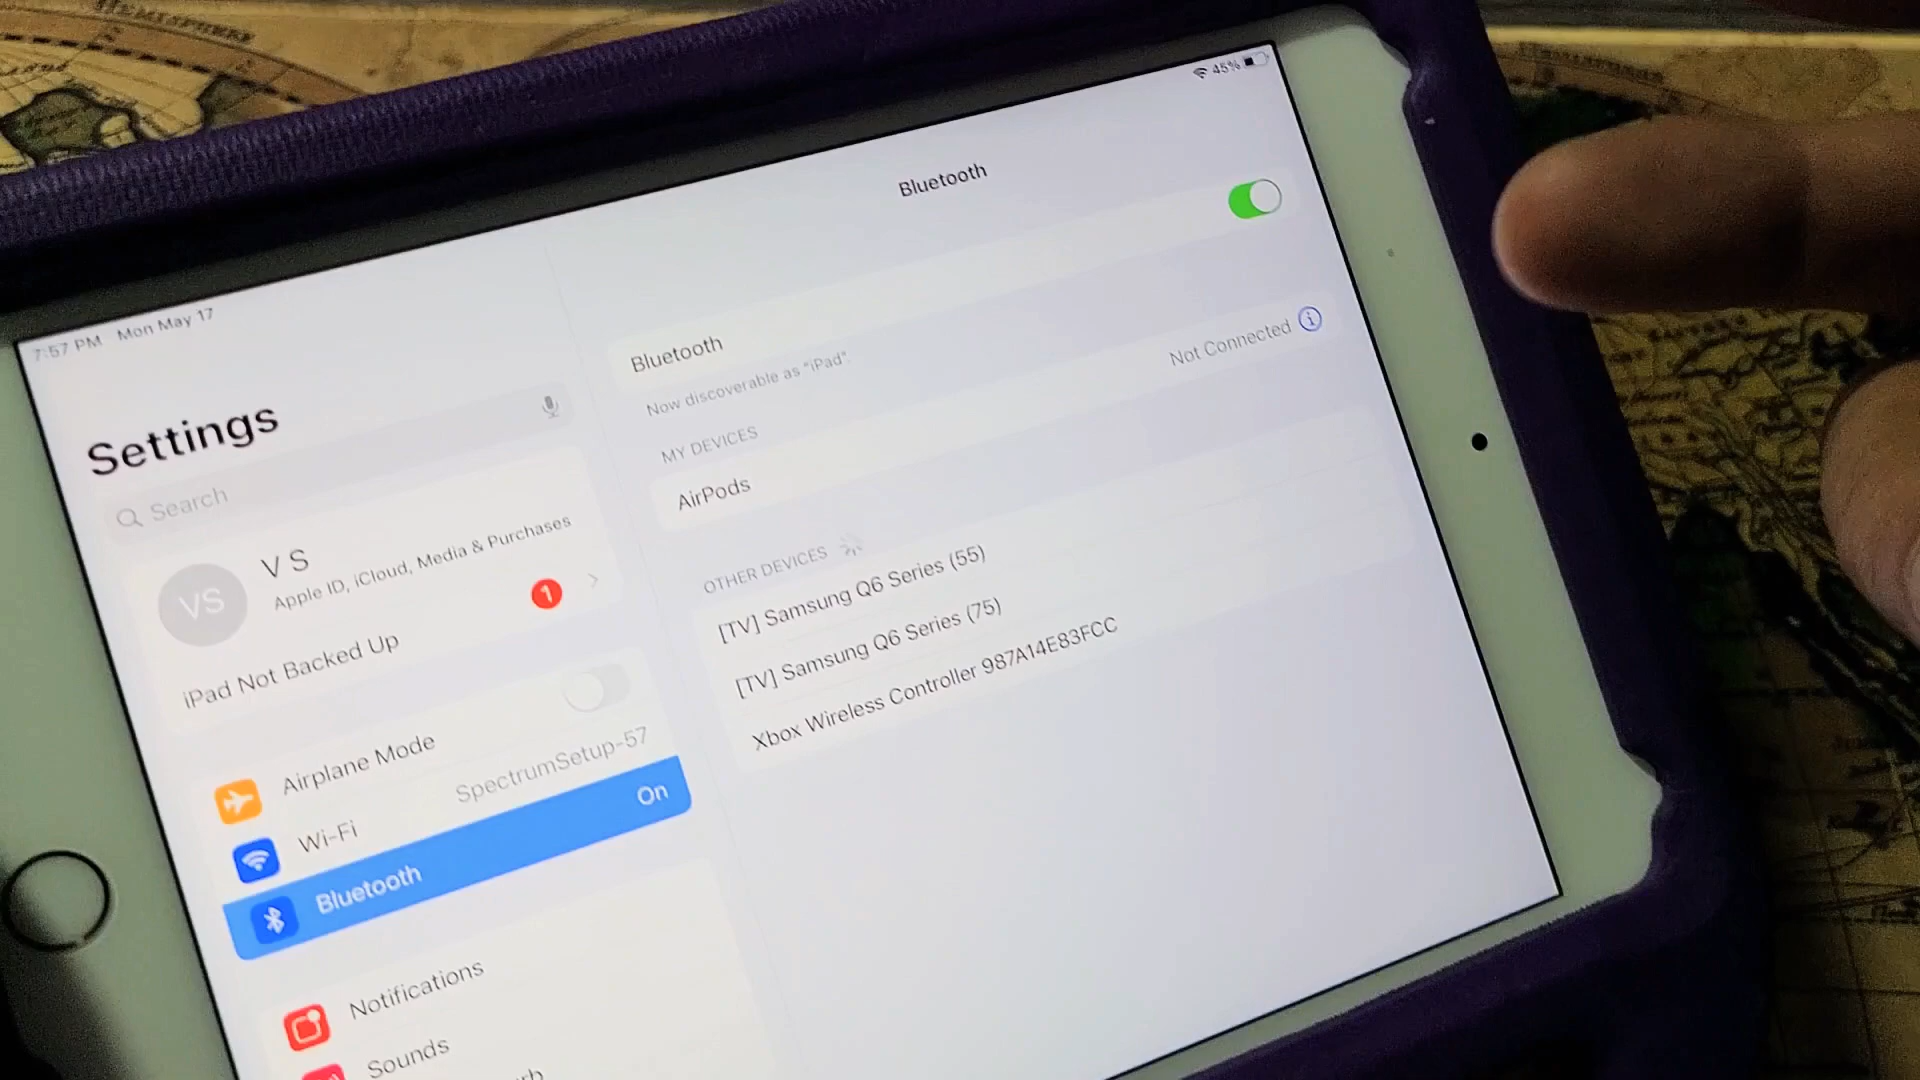 HEMISPHERE
7:57 PM Mon May 17
45%
Settings
Search
VS
V S
Apple ID, iCloud, Media & Purchases
iPad Not Backed Up
1
Airplane Mode
Wi-Fi
SpectrumSetup-57
Bluetooth
On
Notifications
Sounds
Bluetooth
Bluetooth
Now discoverable as "iPad".
MY DEVICES
AirPods
Not Connected
OTHER DEVICES
[TV] Samsung Q6 Series (55)
[TV] Samsung Q6 Series (75)
Xbox Wireless Controller 987A14E83FCC